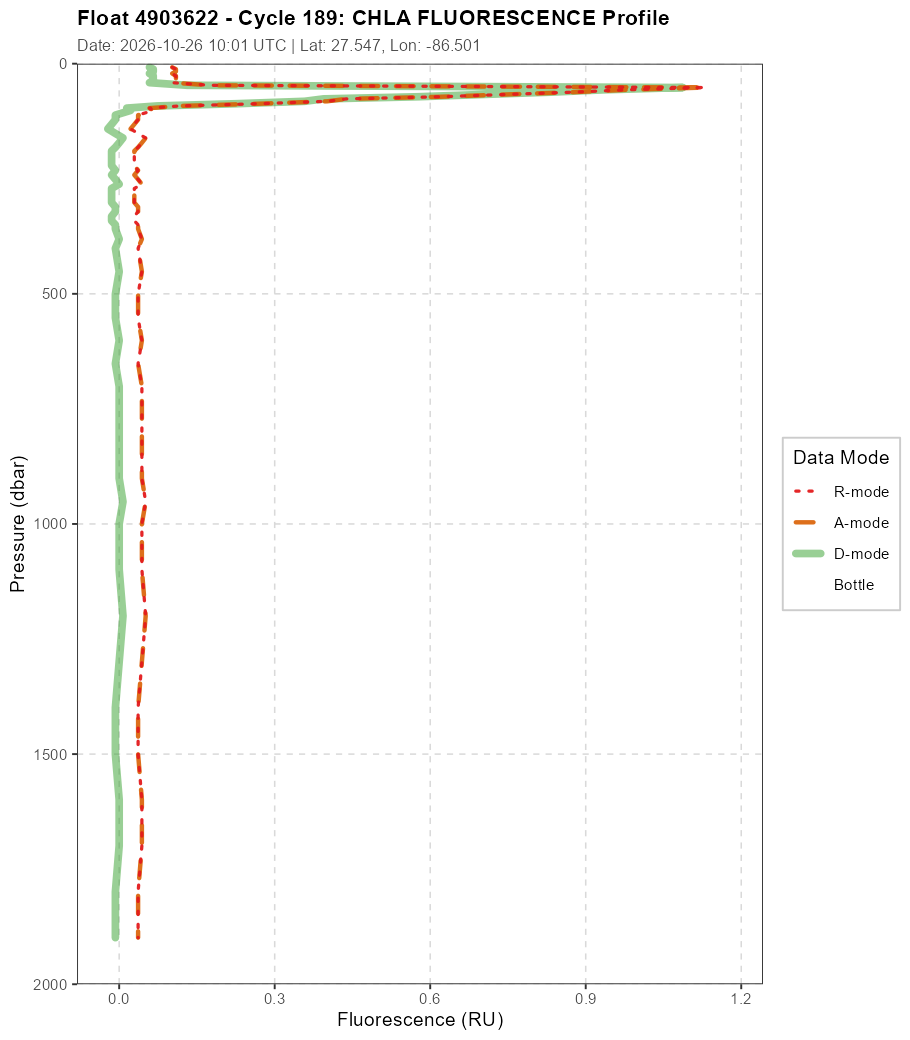 Float 4903622 - Cycle 189: CHLA FLUORESCENCE Profile
Date: 2026-10-26 10:01 UTC | Lat: 27.547, Lon: -86.501
0
500
1000
1500
2000
Pressure (dbar)
0.0 0.3 0.6 0.9 1.2
Fluorescence (RU)
Data Mode
R-mode
A-mode
D-mode
Bottle